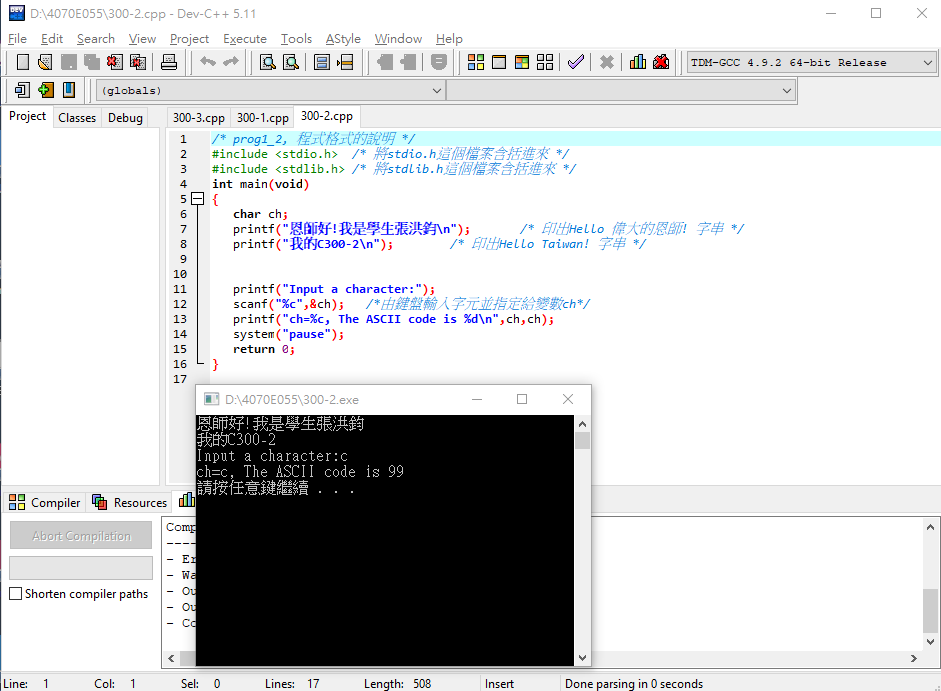 D:\4070E055\300-2.cpp - Dev-C++ 5.11
File Edit Search View Project Execute Tools AStyle Window Help
TDM-GCC 4.9.2 64-bit Release
(globals)
Project Classes Debug
300-3.cpp 300-1.cpp 300-2.cpp
1 /* prog1_2, 程式格式的說明 */
2 #include <stdio.h> /* 將stdio.h這個檔案含括進來 */
3 #include <stdlib.h> /* 將stdlib.h這個檔案含括進來 */
4 int main(void)
5 {
6 char ch;
7 printf("恩師好!我是學生張洪鈞\n"); /* 印出Hello 偉大的恩師! 字串 */
8 printf("我的C300-2\n"); /* 印出Hello Taiwan! 字串 */
9
10
11 printf("Input a character:");
12 scanf("%c",&ch); /*由鍵盤輸入字元並指定給變數ch*/
13 printf("ch=%c, The ASCII code is %d\n",ch,ch);
14 system("pause");
15 return 0;
16 }
17
D:\4070E055\300-2.exe
恩師好!我是學生張洪鈞
我的C300-2
Input a character:c
ch=c, The ASCII code is 99
請按任意鍵繼續 . . .
Compiler Resources
Abort Compilation
Shorten compiler paths
Comp
----
- Er
- Wa
- Ou
- Ou
- Co
Line: 1 Col: 1 Sel: 0 Lines: 17 Length: 508 Insert Done parsing in 0 seconds